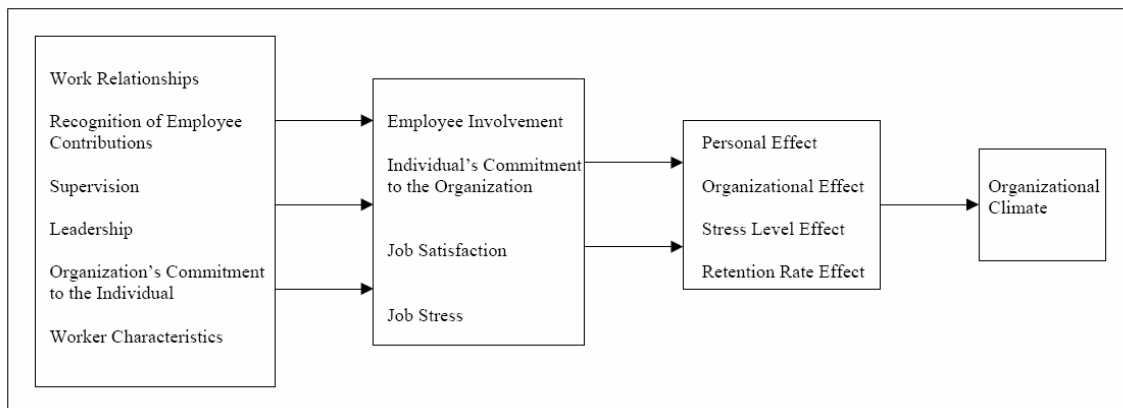 Work Relationships
Recognition of Employee
Contributions
Supervision
Leadership
Organization's Commitment
to the Individual
Worker Characteristics
Employee Involvement
Individual's Commitment
to the Organization
Job Satisfaction
Job Stress
Personal Effect
Organizational Effect
Stress Level Effect
Retention Rate Effect
Organizational
Climate